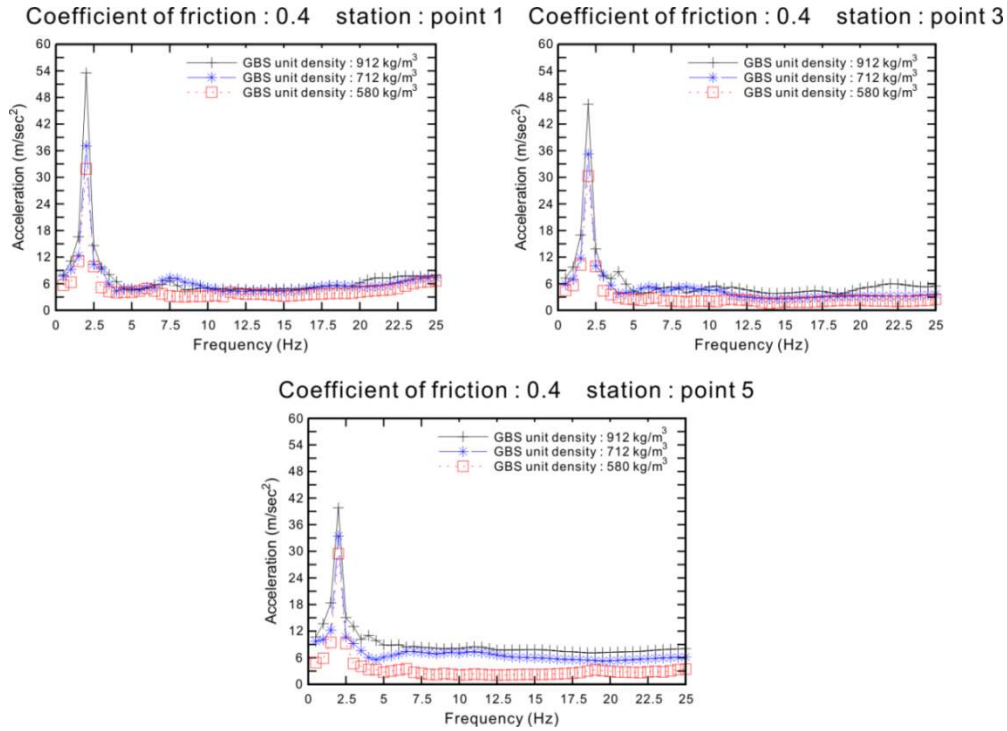 Coefficient of friction : 0.4 station : point 1
60
54
48
42
36
30
24
18
12
6
0
Acceleration (m/sec²)
GBS unit density : 912 kg/m³
GBS unit density : 712 kg/m³
GBS unit density : 580 kg/m³
0 2.5 5 7.5 10 12.5 15 17.5 20 22.5 25
Frequency (Hz)
Coefficient of friction : 0.4 station : point 3
60
54
48
42
36
30
24
18
12
6
0
Acceleration (m/sec²)
GBS unit density : 912 kg/m³
GBS unit density : 712 kg/m³
GBS unit density : 580 kg/m³
0 2.5 5 7.5 10 12.5 15 17.5 20 22.5 25
Frequency (Hz)
Coefficient of friction : 0.4 station : point 5
60
54
48
42
36
30
24
18
12
6
0
Acceleration (m/sec²)
GBS unit density : 912 kg/m³
GBS unit density : 712 kg/m³
GBS unit density : 580 kg/m³
0 2.5 5 7.5 10 12.5 15 17.5 20 22.5 25
Frequency (Hz)